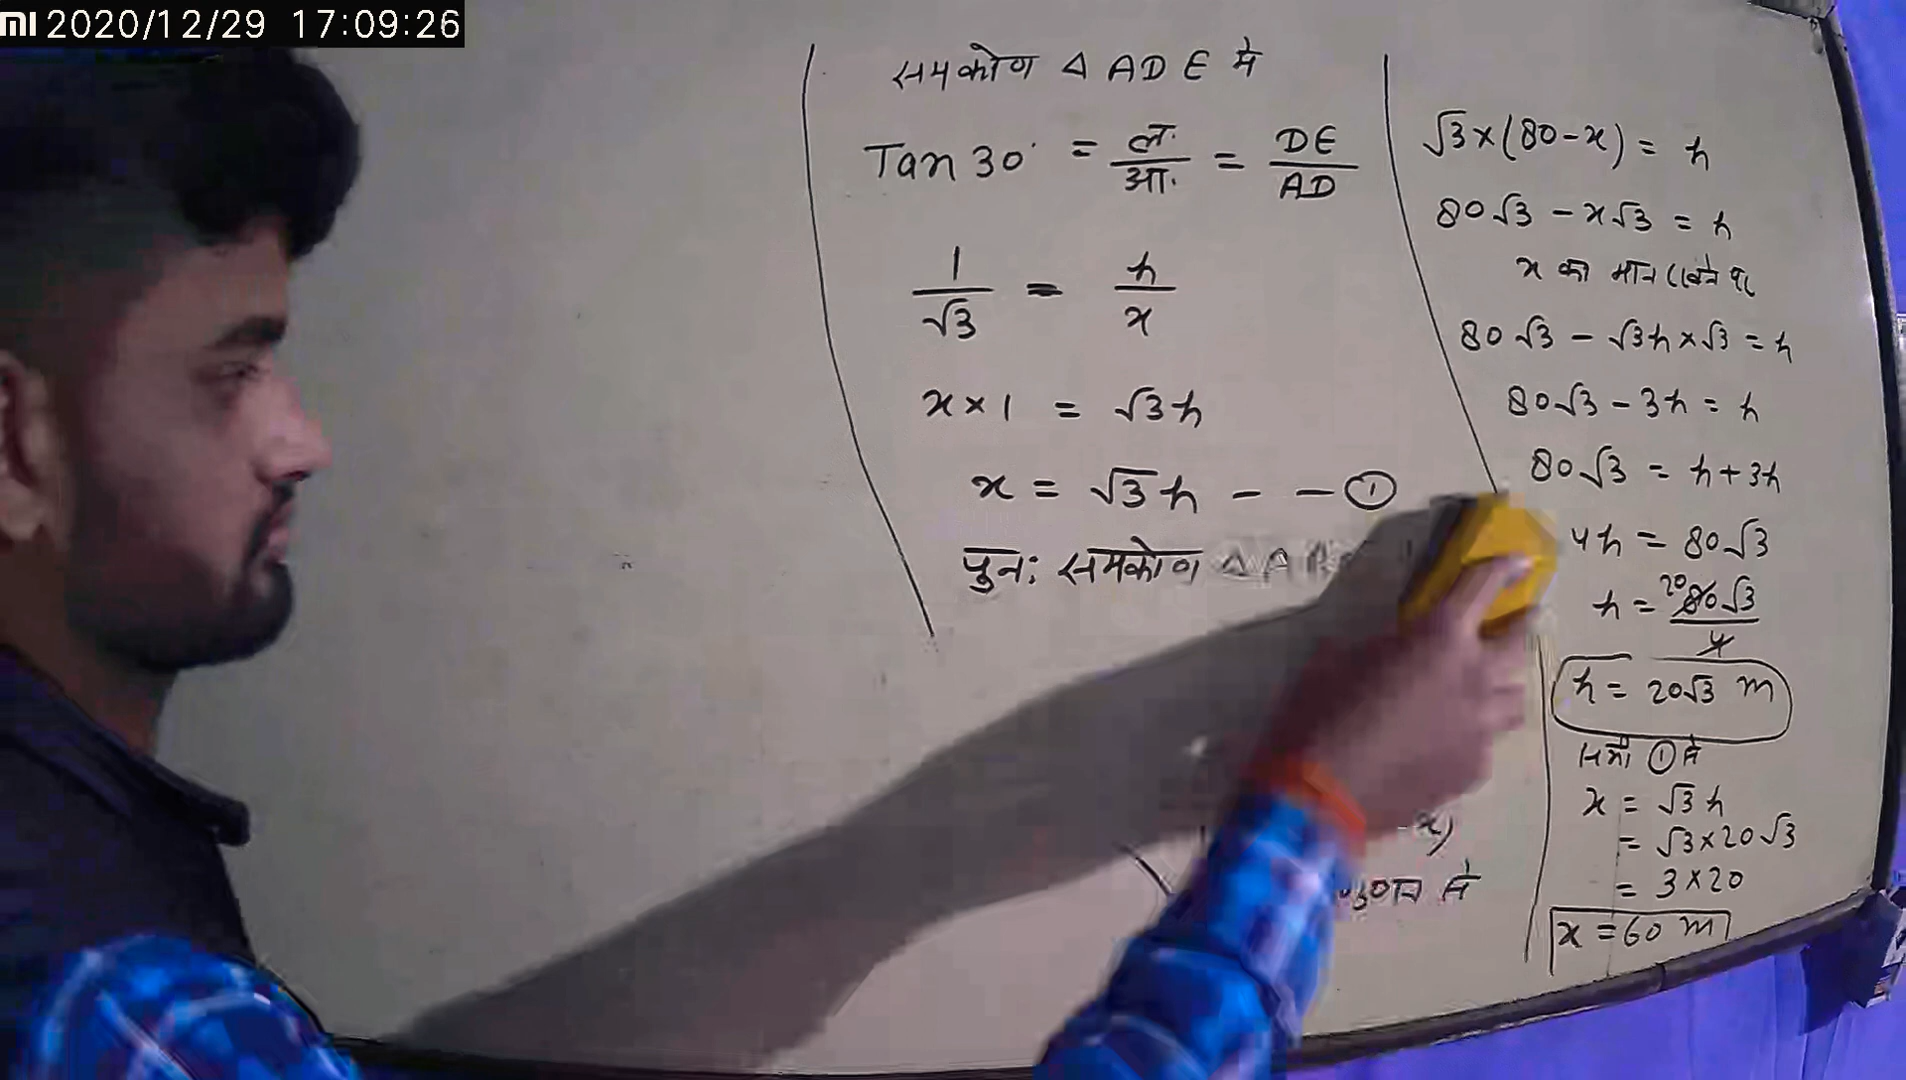 MI 2020/12/29 17:09:26
समकोण Δ ADE मे
Tan 30° = ल./आ. = DE/AD
1/√3 = h/x
x × 1 = √3h
x = √3h - - ①
पुन: समकोण Δ A
-x)
मे
√3×(80-x) = h
80√3 - x√3 = h
x का मान रखने पर
80√3 - √3h×√3 = h
80√3 - 3h = h
80√3 = h+3h
4h = 80√3
h = 20 80√3/4
h = 20√3 m
समी ① से
x = √3h
= √3×20√3
= 3×20
x = 60 m